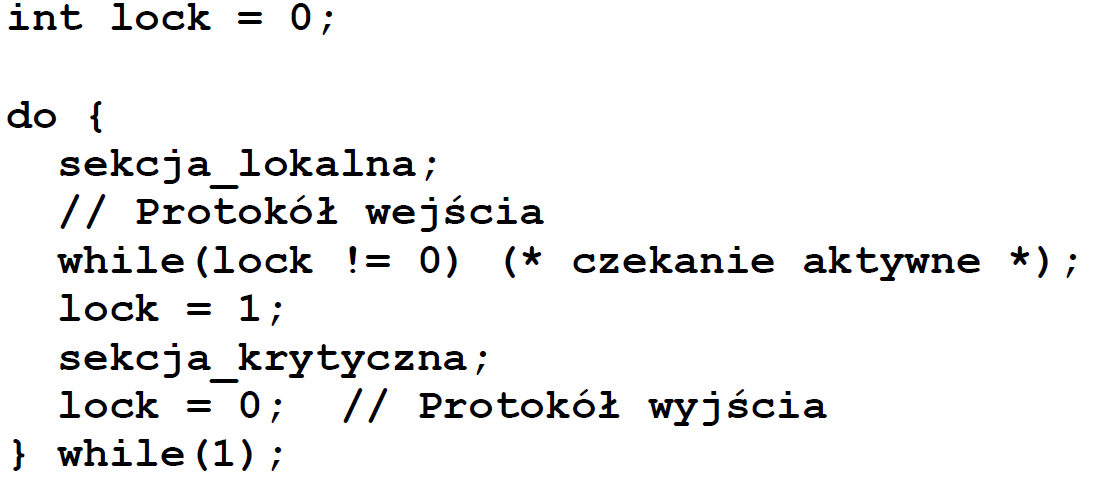 int lock = 0;
do {
sekcja_lokalna;
// Protokół wejścia
while(lock != 0) (* czekanie aktywne *);
lock = 1;
sekcja_krytyczna;
lock = 0; // Protokół wyjścia
} while(1);